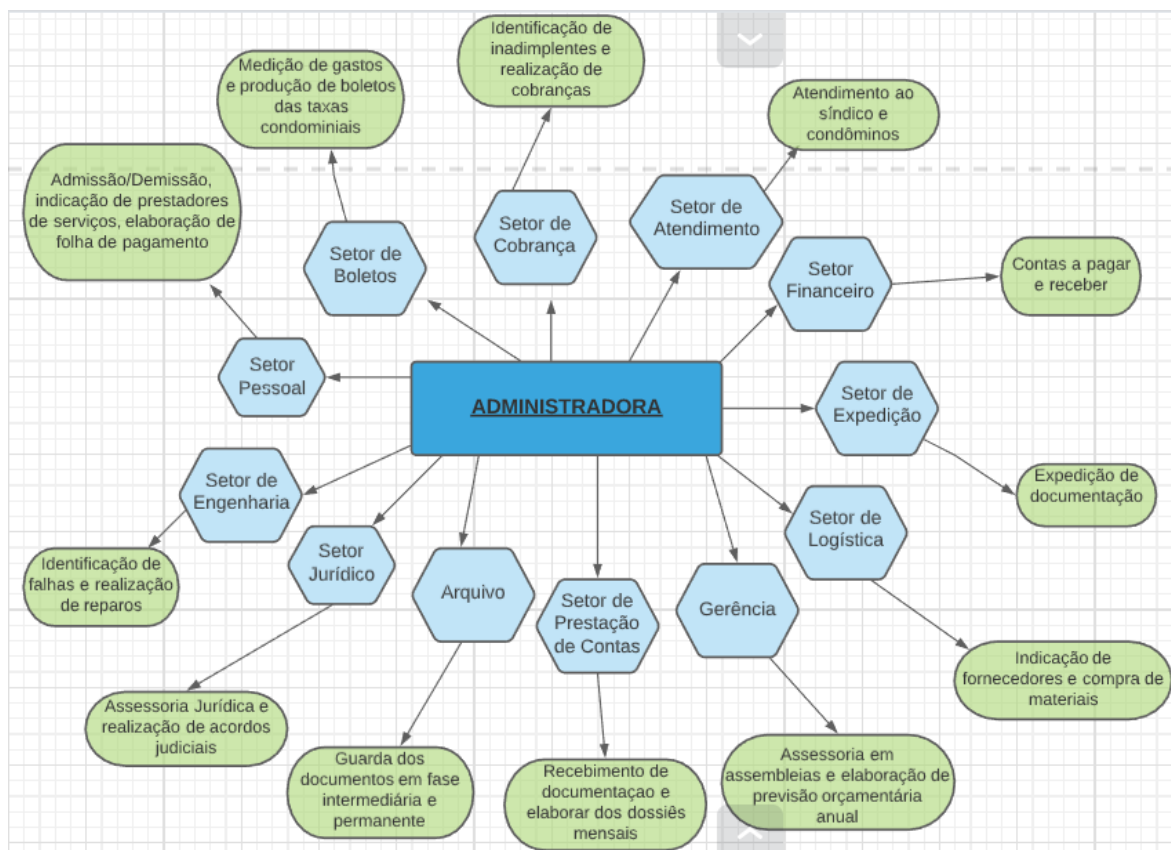 Identificação de
inadimplentes e
realização de
cobranças
Medição de gastos
e produção de boletos
das taxas
condominiais
Atendimento ao
síndico e
condôminos
Admissão/Demissão,
indicação de prestadores
de serviços, elaboração de
folha de pagamento
Setor de
Boletos
Setor de
Cobrança
Setor de
Atendimento
Setor
Financeiro
Contas a pagar
e receber
Setor
Pessoal
ADMINISTRADORA
Setor de
Expedição
Setor de
Engenharia
Expedição de
documentação
Setor
Jurídico
Arquivo
Setor de
Prestação
de Contas
Gerência
Setor de
Logística
Identificação de
falhas e realização
de reparos
Indicação de
fornecedores e compra de
materiais
Assessoria Jurídica e
realização de acordos
judiciais
Guarda dos
documentos em fase
intermediária e
permanente
Recebimento de
documentaçao e
elaborar dos dossiês
mensais
Assessoria em
assembleias e elaboração de
previsão orçamentária
anual